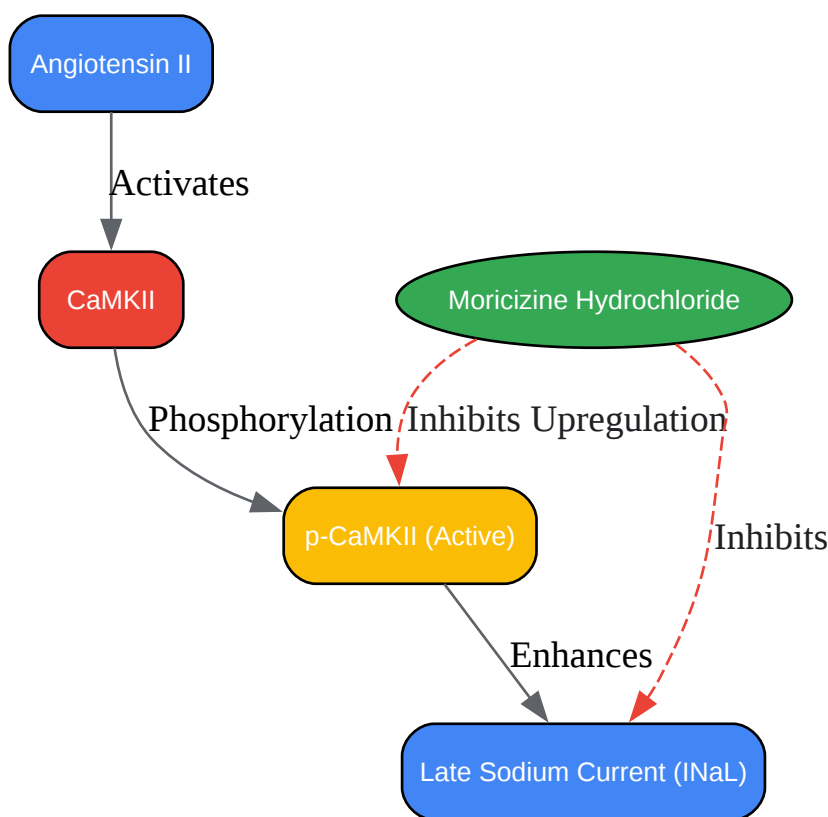 Angiotensin II
Activates
CaMKII
Moricizine Hydrochloride
Phosphorylation
Inhibits Upregulation
p-CaMKII (Active)
Inhibits
Enhances
Late Sodium Current (INaL)